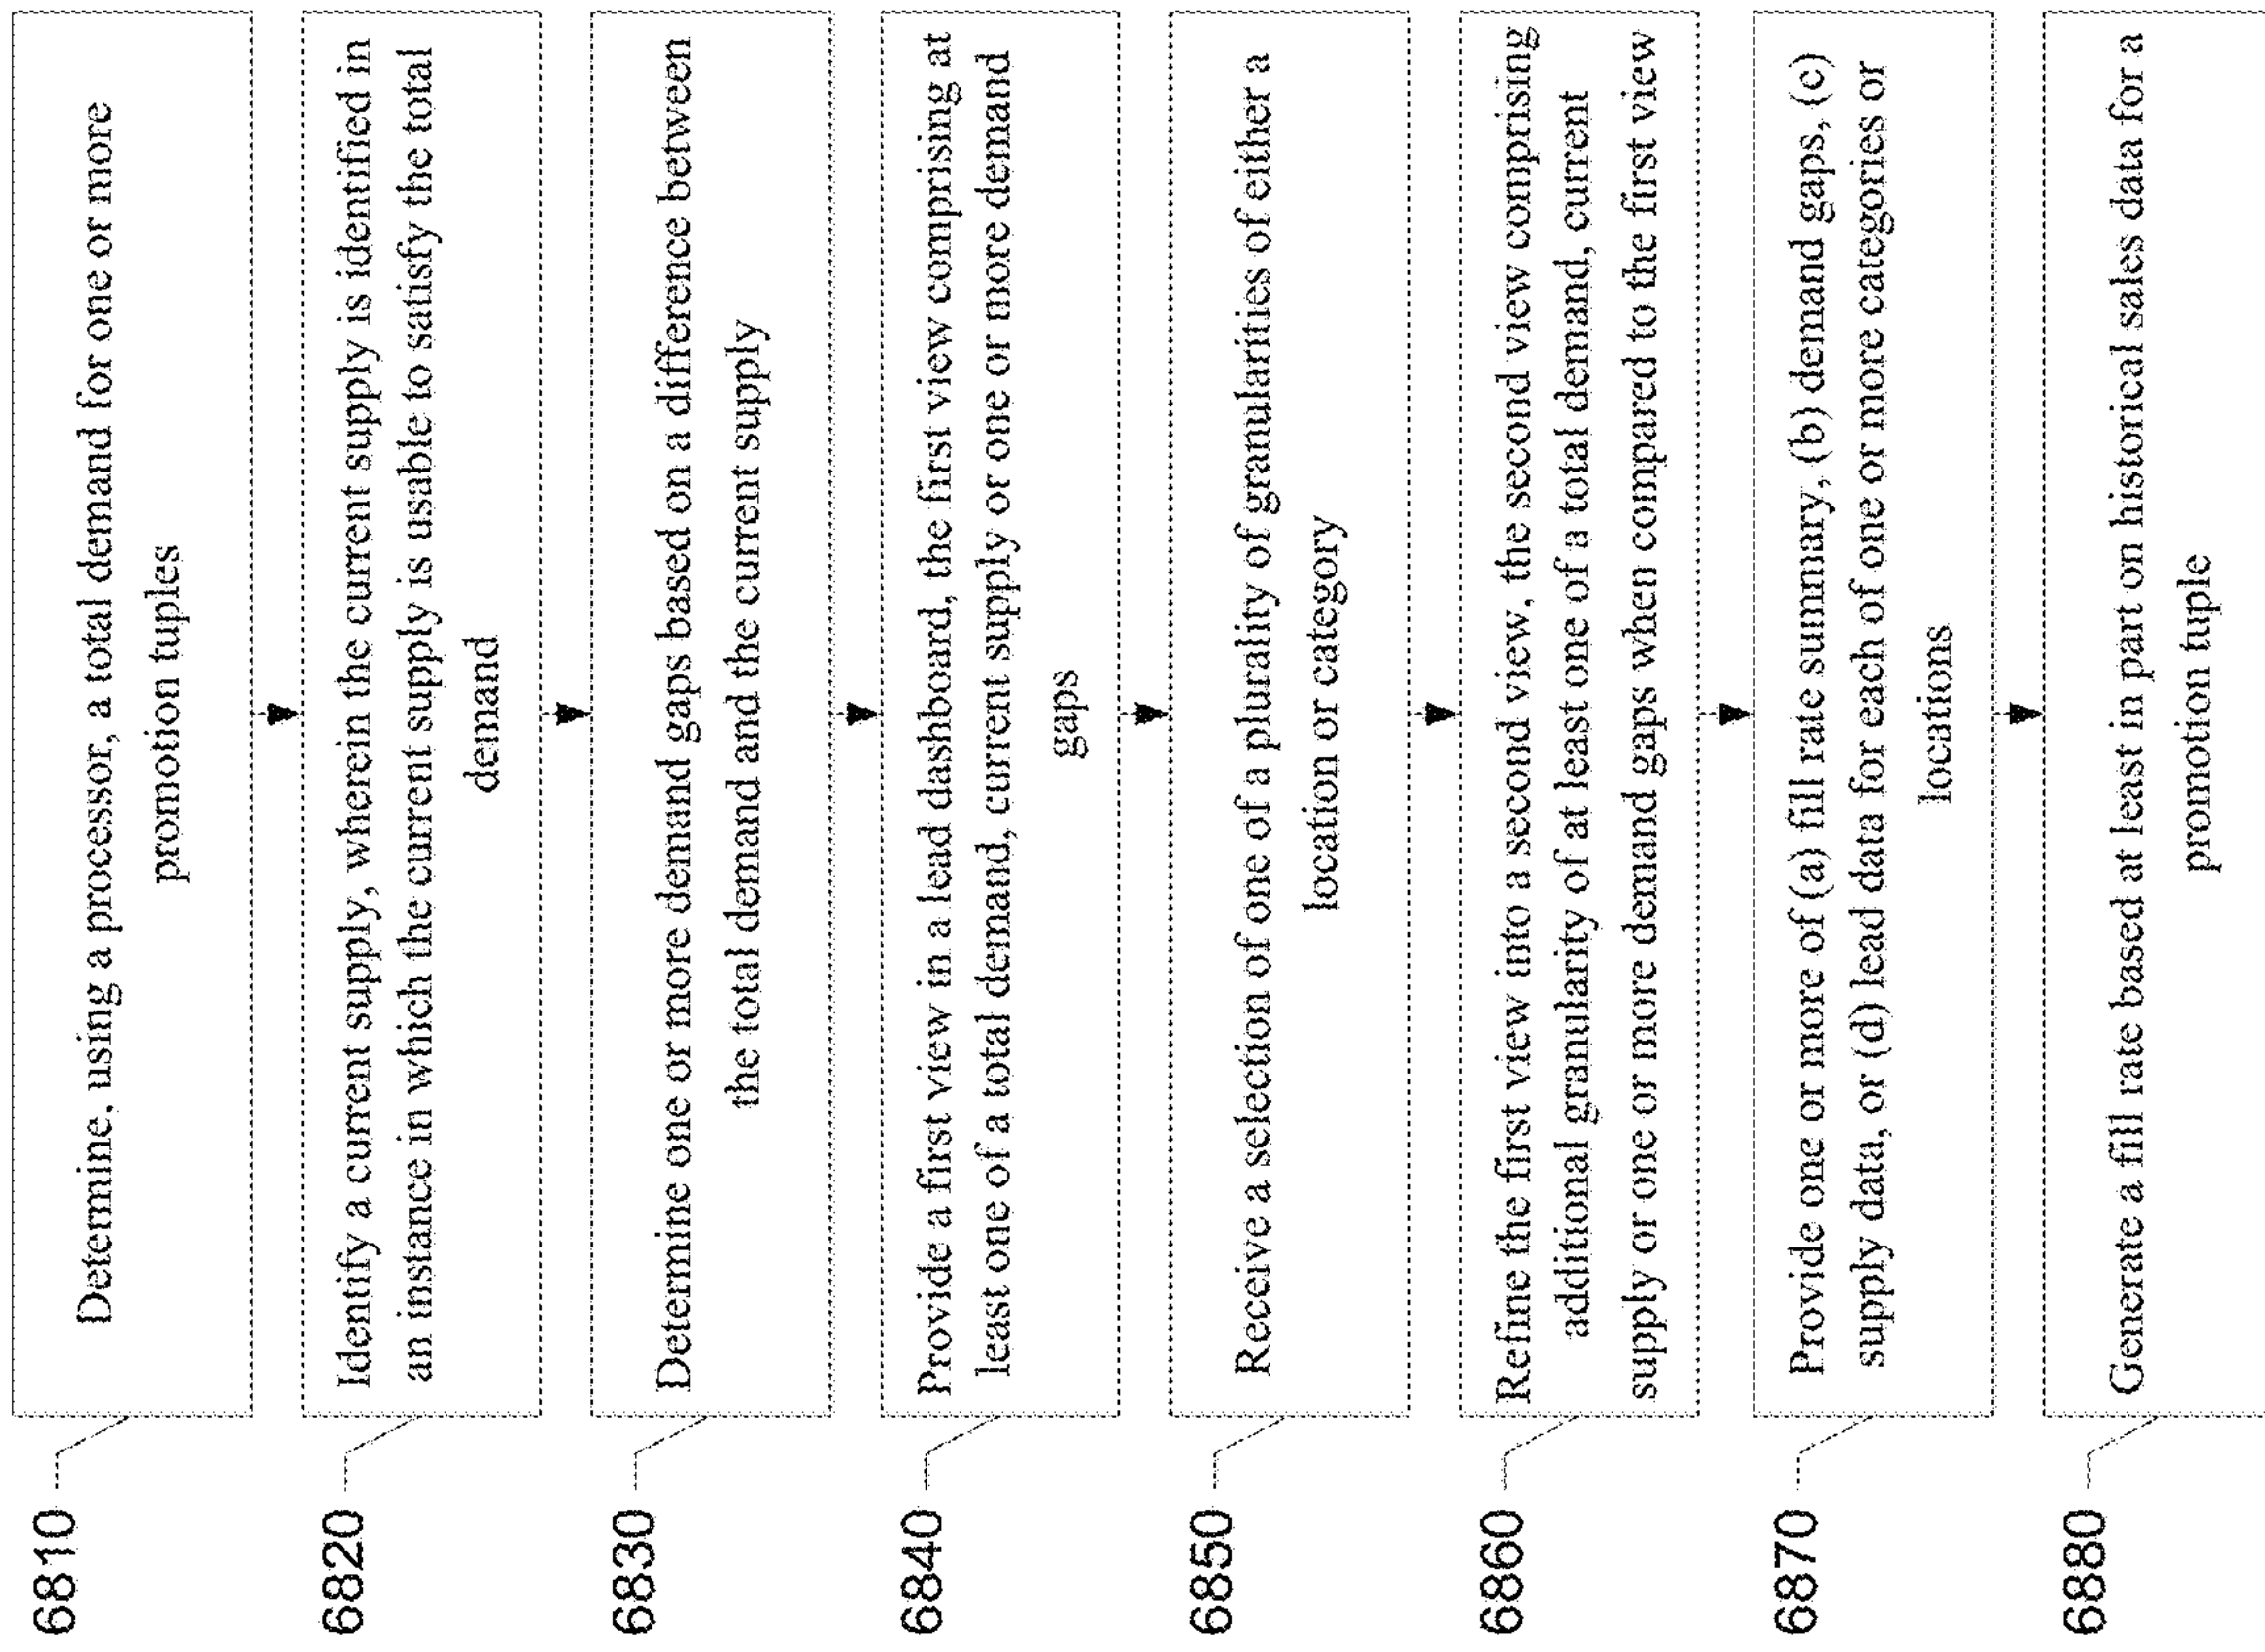 6810
Determine, using a processor, a total demand for one or more
promotion tuples
6820
Identify a current supply, wherein the current supply is identified in
an instance in which the current supply is usable to satisfy the total
demand
6830
Determine one or more demand gaps based on a difference between
the total demand and the current supply
6840
Provide a first view in a lead dashboard, the first view comprising at
least one of a total demand, current supply or one or more demand
gaps
6850
Receive a selection of one of a plurality of granularities of either a
location or category
6860
Refine the first view into a second view, the second view comprising
additional granularity of at least one of a total demand, current
supply or one or more demand gaps when compared to the first view
6870
Provide one or more of (a) fill rate summary, (b) demand gaps, (c)
supply data, or (d) lead data for each of one or more categories or
locations
6880
Generate a fill rate based at least in part on historical sales data for a
promotion tuple